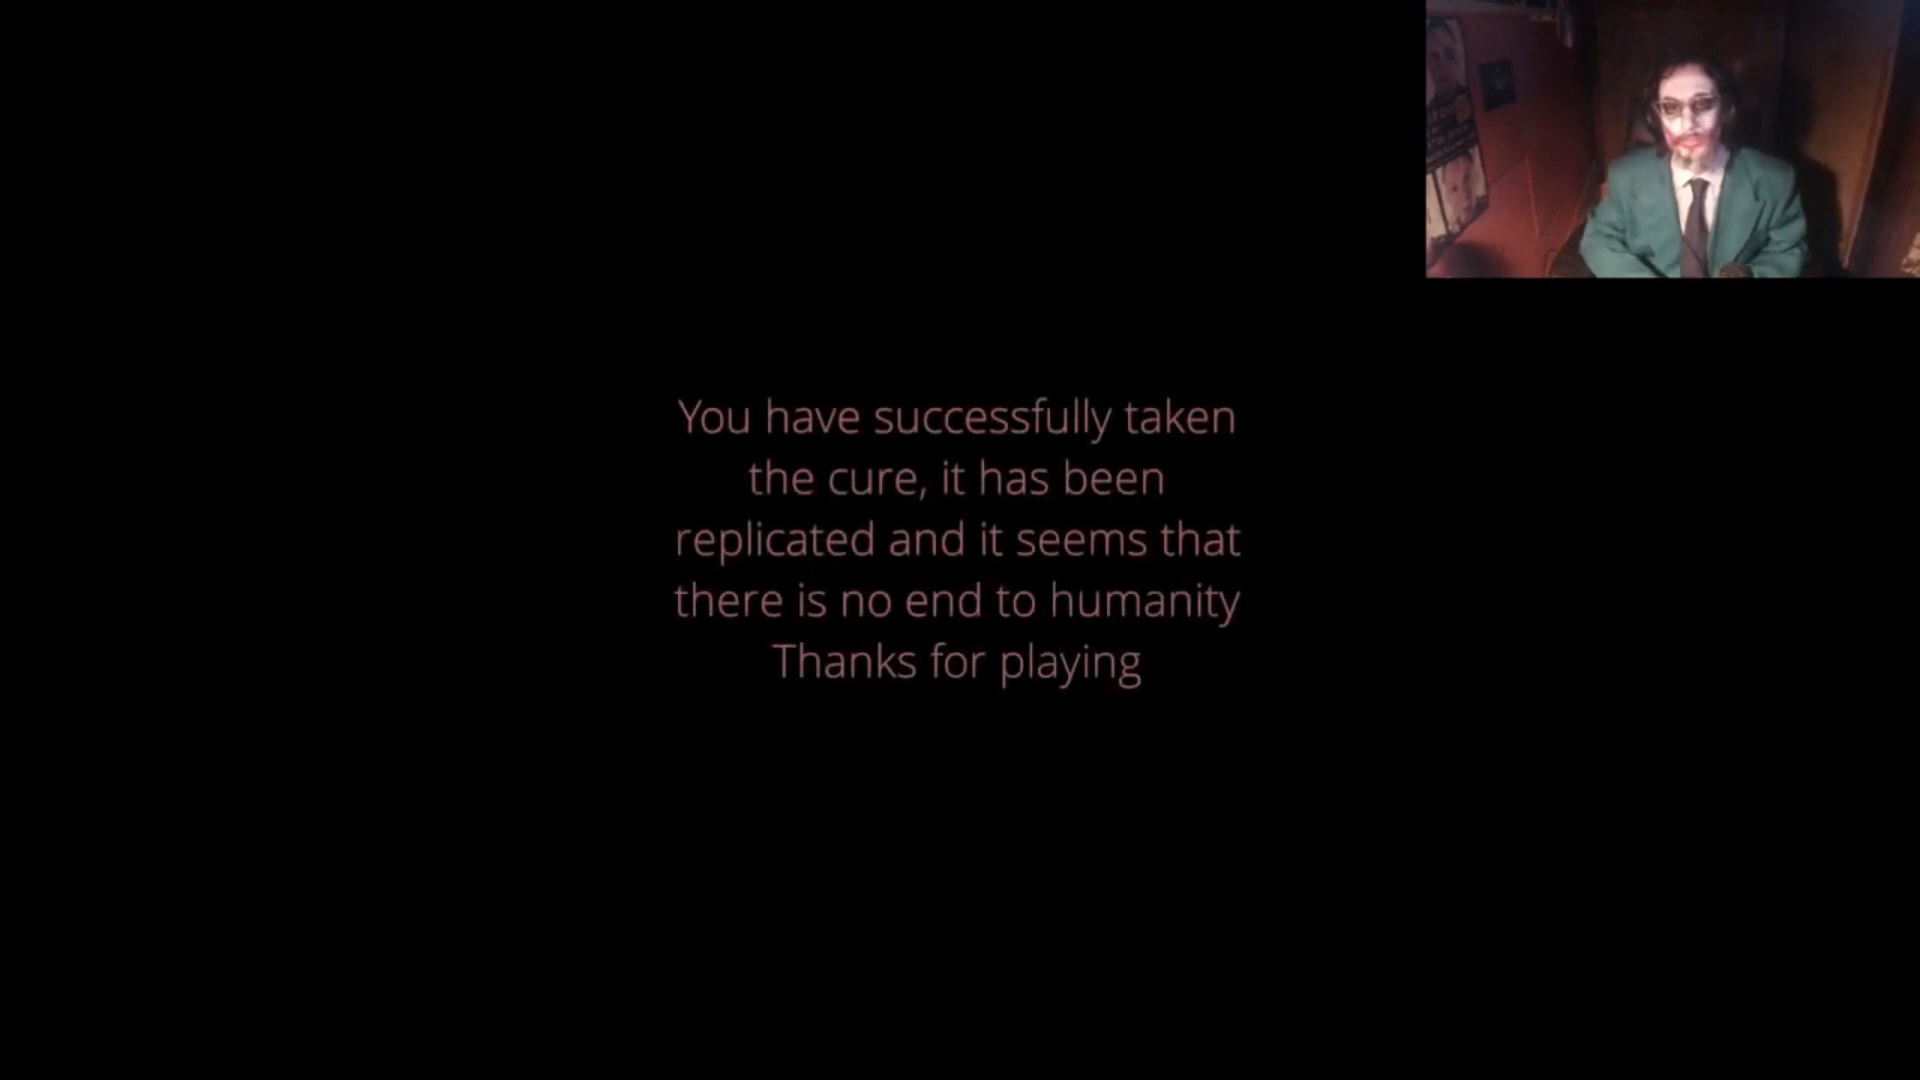 You have successfully taken
the cure, it has been
replicated and it seems that
there is no end to humanity
Thanks for playing